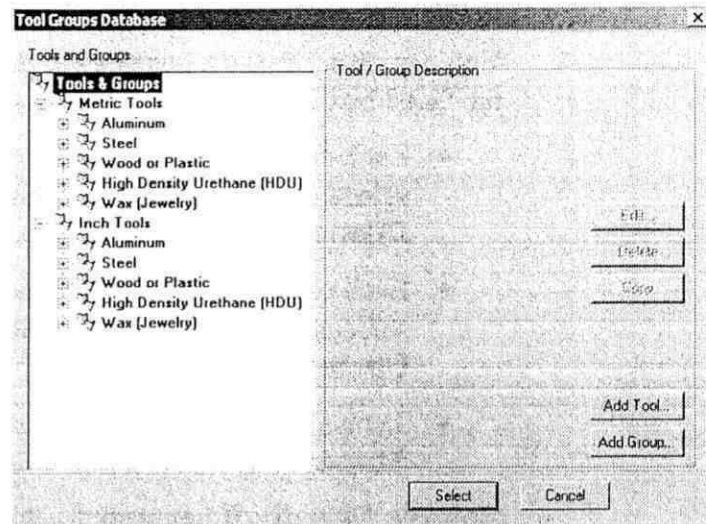 Tool Groups Database
Tools and Groups
Tools & Groups
Metric Tools
Aluminum
Steel
Wood or Plastic
High Density Urethane (HDU)
Wax (Jewelry)
Inch Tools
Aluminum
Steel
Wood or Plastic
High Density Urethane (HDU)
Wax (Jewelry)
Tool / Group Description
Edit...
Delete...
Copy...
Add Tool...
Add Group...
Select
Cancel